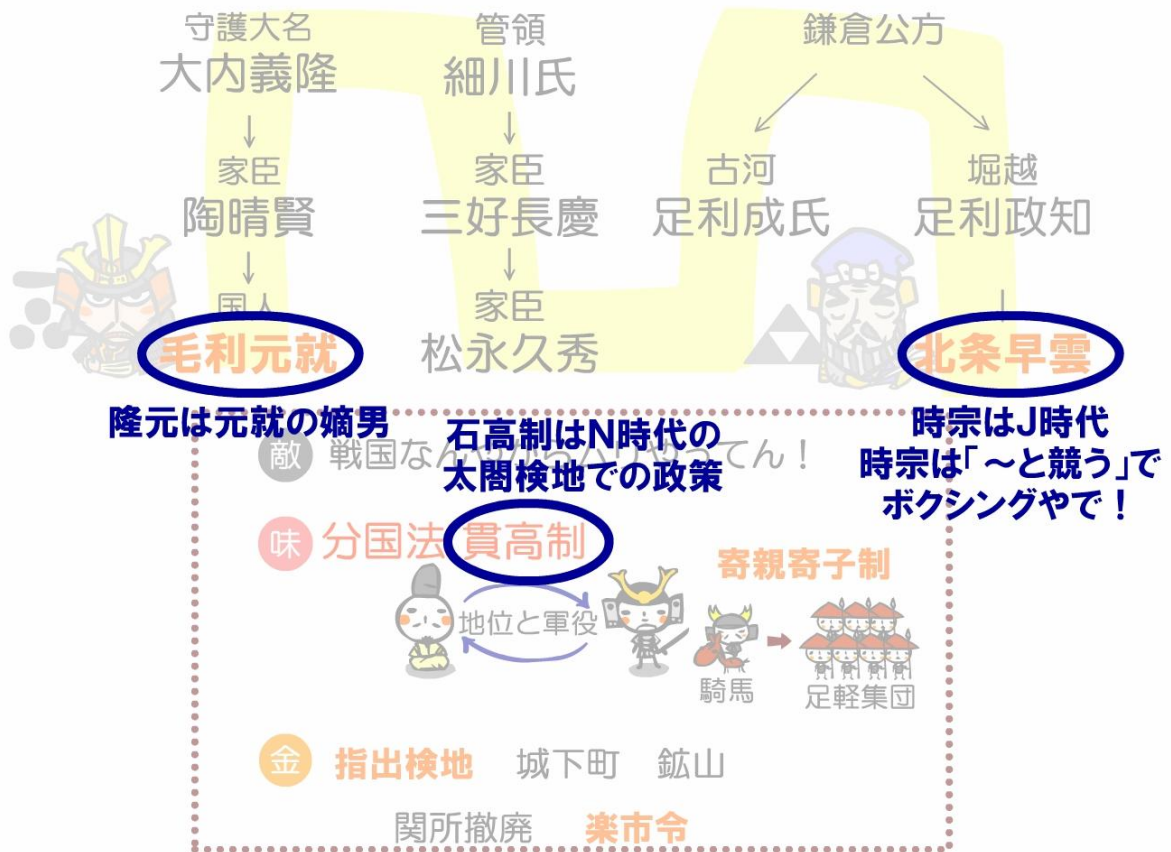 守護大名 管領 鎌倉公方
大内義隆 細川氏
↓ ↓
家臣 家臣 古河 堀越
陶晴賢 三好長慶 足利成氏 足利政知
↓ ↓
国人 家臣
毛利元就 松永久秀 北条早雲
隆元は元就の嫡男
石高制はN時代の
太閤検地での政策
時宗はJ時代
時宗は「～と競う」で
ボクシングやで！
敵 戦国なんやからバリやってん！
味 分国法 貫高制
寄親寄子制
地位と軍役
騎馬 足軽集団
金 指出検地 城下町 鉱山
関所撤廃 楽市令